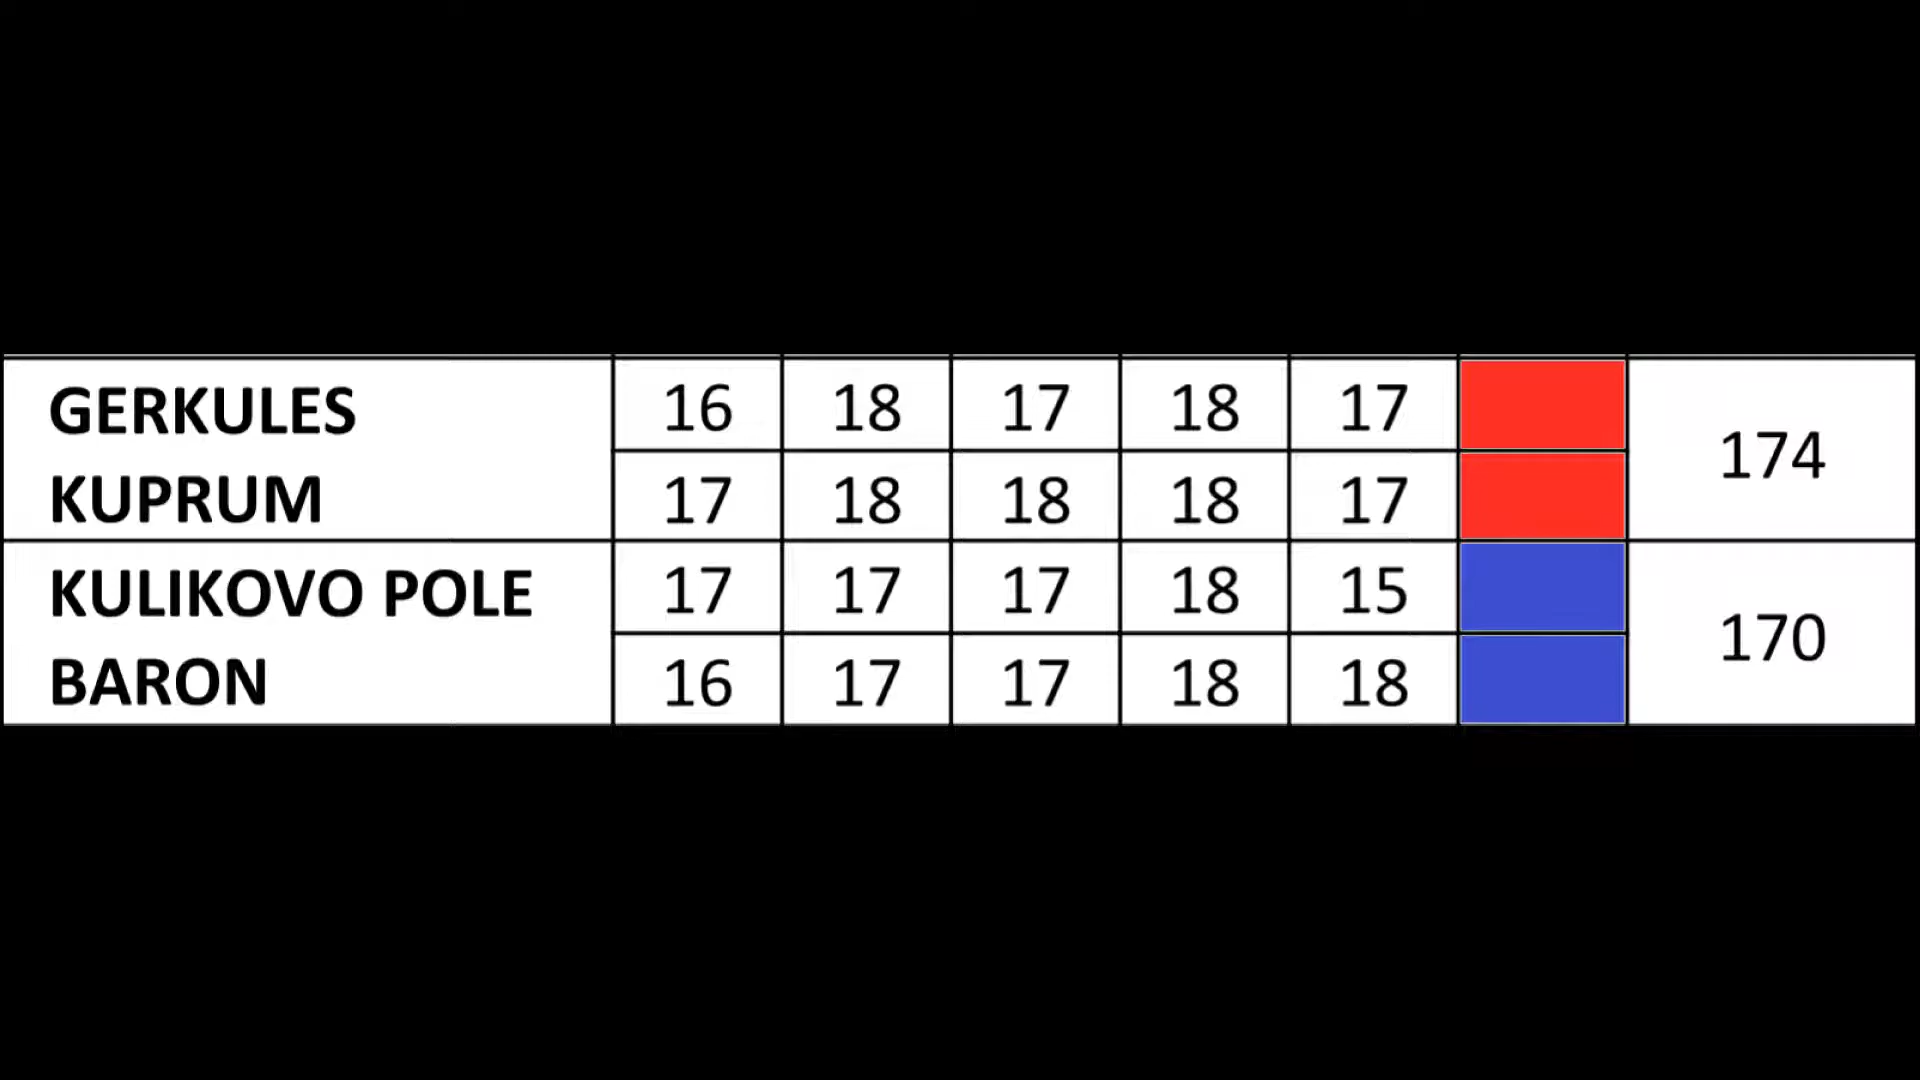 GERKULES 16 18 17 18 17 174
KUPRUM 17 18 18 18 17
KULIKOVO POLE 17 17 17 18 15 170
BARON 16 17 17 18 18